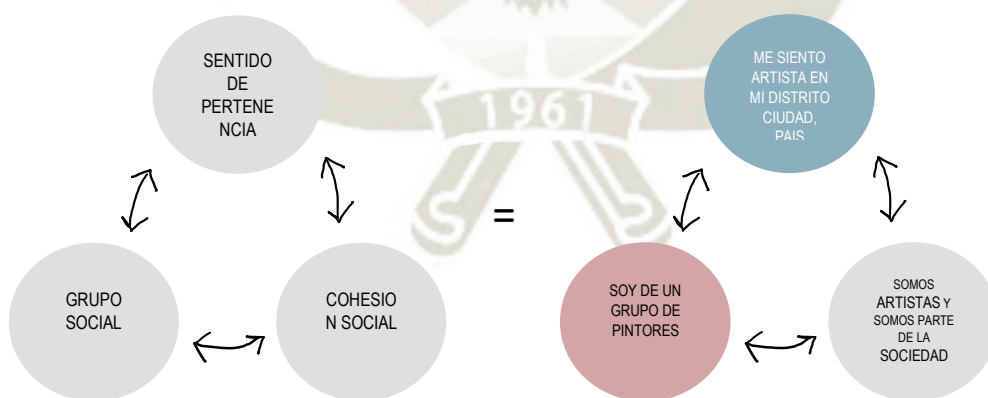 SENTIDO
DE
PERTENE
NCIA
ME SIENTO
ARTISTA EN
MI DISTRITO
CIUDAD,
PAIS
1961
=
GRUPO
SOCIAL
COHESIO
N SOCIAL
SOY DE UN
GRUPO DE
PINTORES
SOMOS
ARTISTAS Y
SOMOS PARTE
DE LA
SOCIEDAD